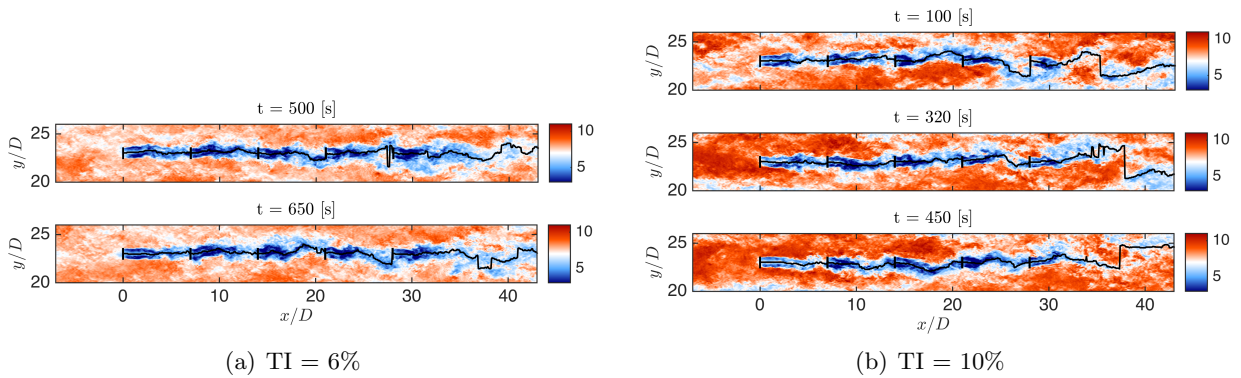 t = 500 [s]
y/D
25
20
10
5
t = 650 [s]
y/D
25
20
10
5
0 10 20 30 40
x/D
(a) TI = 6%
t = 100 [s]
y/D
25
20
10
5
t = 320 [s]
y/D
25
20
10
5
t = 450 [s]
y/D
25
20
10
5
0 10 20 30 40
x/D
(b) TI = 10%